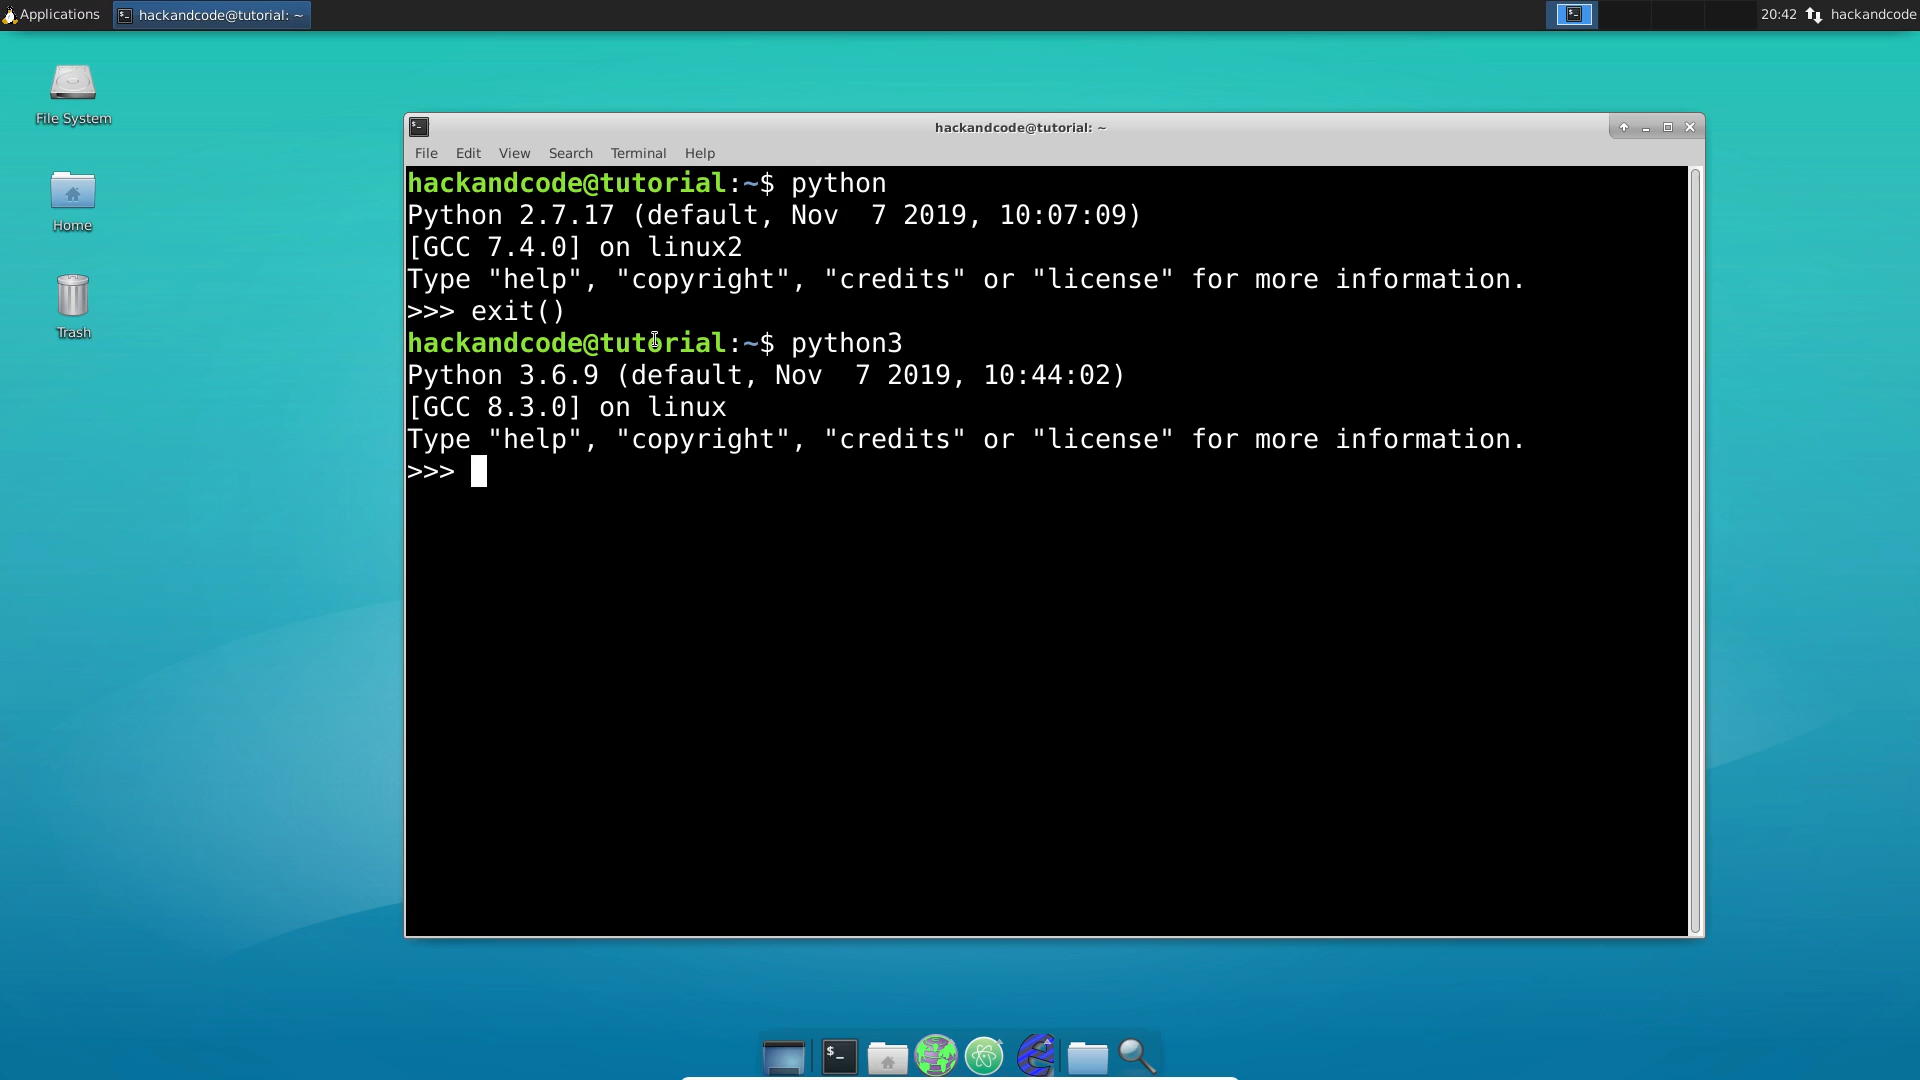 Applications
hackandcode@tutorial: ~
20:42
hackandcode
File System
Home
Trash
hackandcode@tutorial: ~
File Edit View Search Terminal Help
hackandcode@tutorial:~$ python
Python 2.7.17 (default, Nov  7 2019, 10:07:09)
[GCC 7.4.0] on linux2
Type "help", "copyright", "credits" or "license" for more information.
>>> exit()
hackandcode@tutorial:~$ python3
Python 3.6.9 (default, Nov  7 2019, 10:44:02)
[GCC 8.3.0] on linux
Type "help", "copyright", "credits" or "license" for more information.
>>>
$_